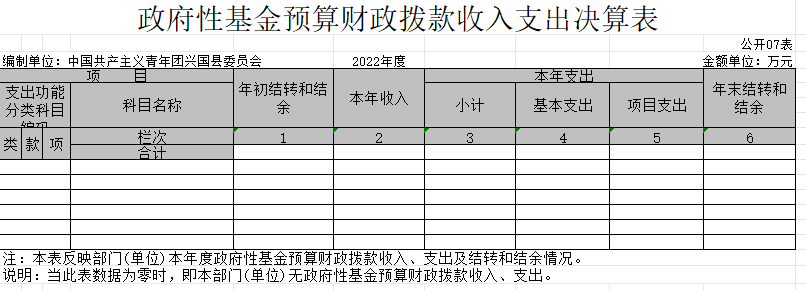 政府性基金预算财政拨款收入支出决算表
公开07表
编制单位：中国共产主义青年团兴国县委员会 2022年度 金额单位：万元
项 目 年初结转和结余 本年收入 本年支出 年末结转和结余
支出功能分类科目编码 科目名称 小计 基本支出 项目支出
类 款 项 栏次 1 2 3 4 5 6
合计
注：本表反映部门(单位)本年度政府性基金预算财政拨款收入、支出及结转和结余情况。
说明：当此表数据为零时，即本部门(单位)无政府性基金预算财政拨款收入、支出。